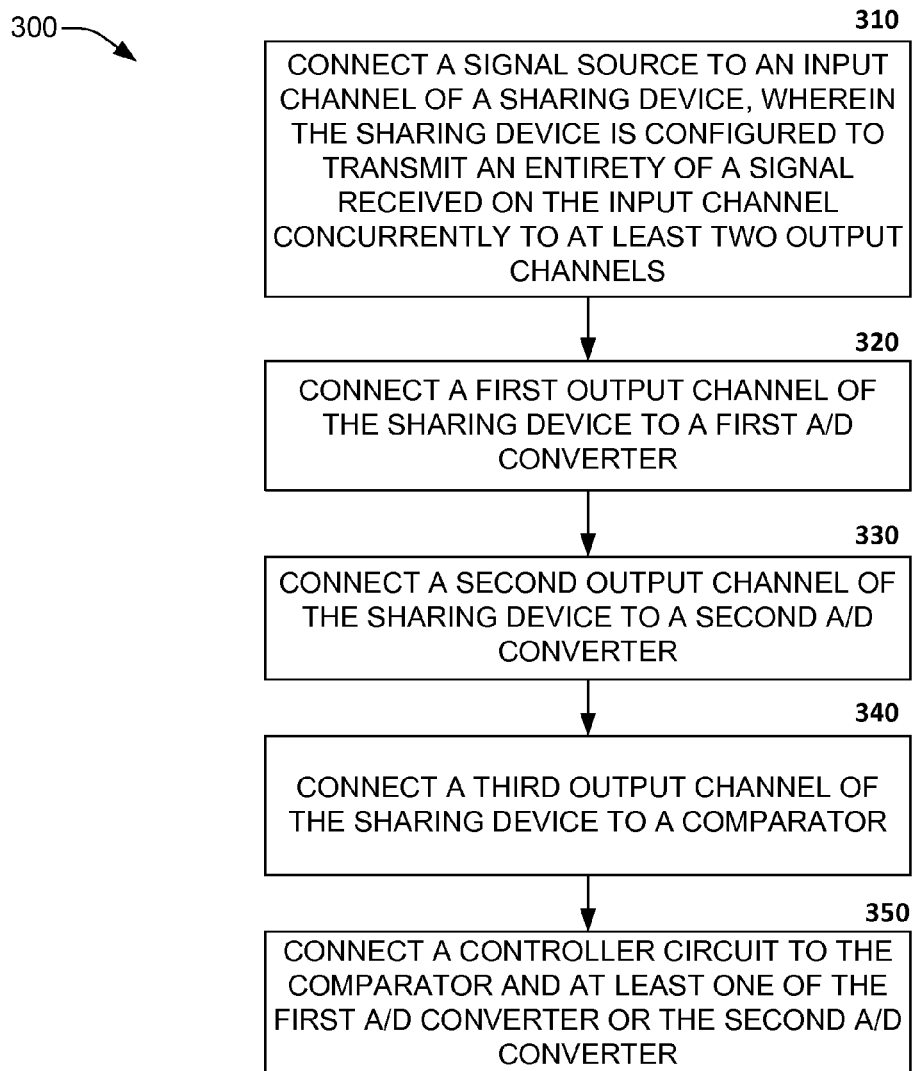 300
310
CONNECT A SIGNAL SOURCE TO AN INPUT
CHANNEL OF A SHARING DEVICE, WHEREIN
THE SHARING DEVICE IS CONFIGURED TO
TRANSMIT AN ENTIRETY OF A SIGNAL
RECEIVED ON THE INPUT CHANNEL
CONCURRENTLY TO AT LEAST TWO OUTPUT
CHANNELS
320
CONNECT A FIRST OUTPUT CHANNEL OF
THE SHARING DEVICE TO A FIRST A/D
CONVERTER
330
CONNECT A SECOND OUTPUT CHANNEL OF
THE SHARING DEVICE TO A SECOND A/D
CONVERTER
340
CONNECT A THIRD OUTPUT CHANNEL OF
THE SHARING DEVICE TO A COMPARATOR
350
CONNECT A CONTROLLER CIRCUIT TO THE
COMPARATOR AND AT LEAST ONE OF THE
FIRST A/D CONVERTER OR THE SECOND A/D
CONVERTER